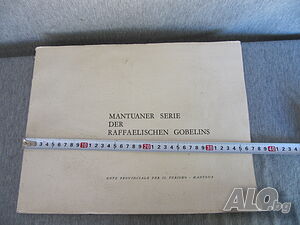 MANTUANER SERIE
DER
RAFFAELISCHEN GOBELINS
ENTE PROVINCIALE PER IL TURISMO - MANTOVA
ALO.bg